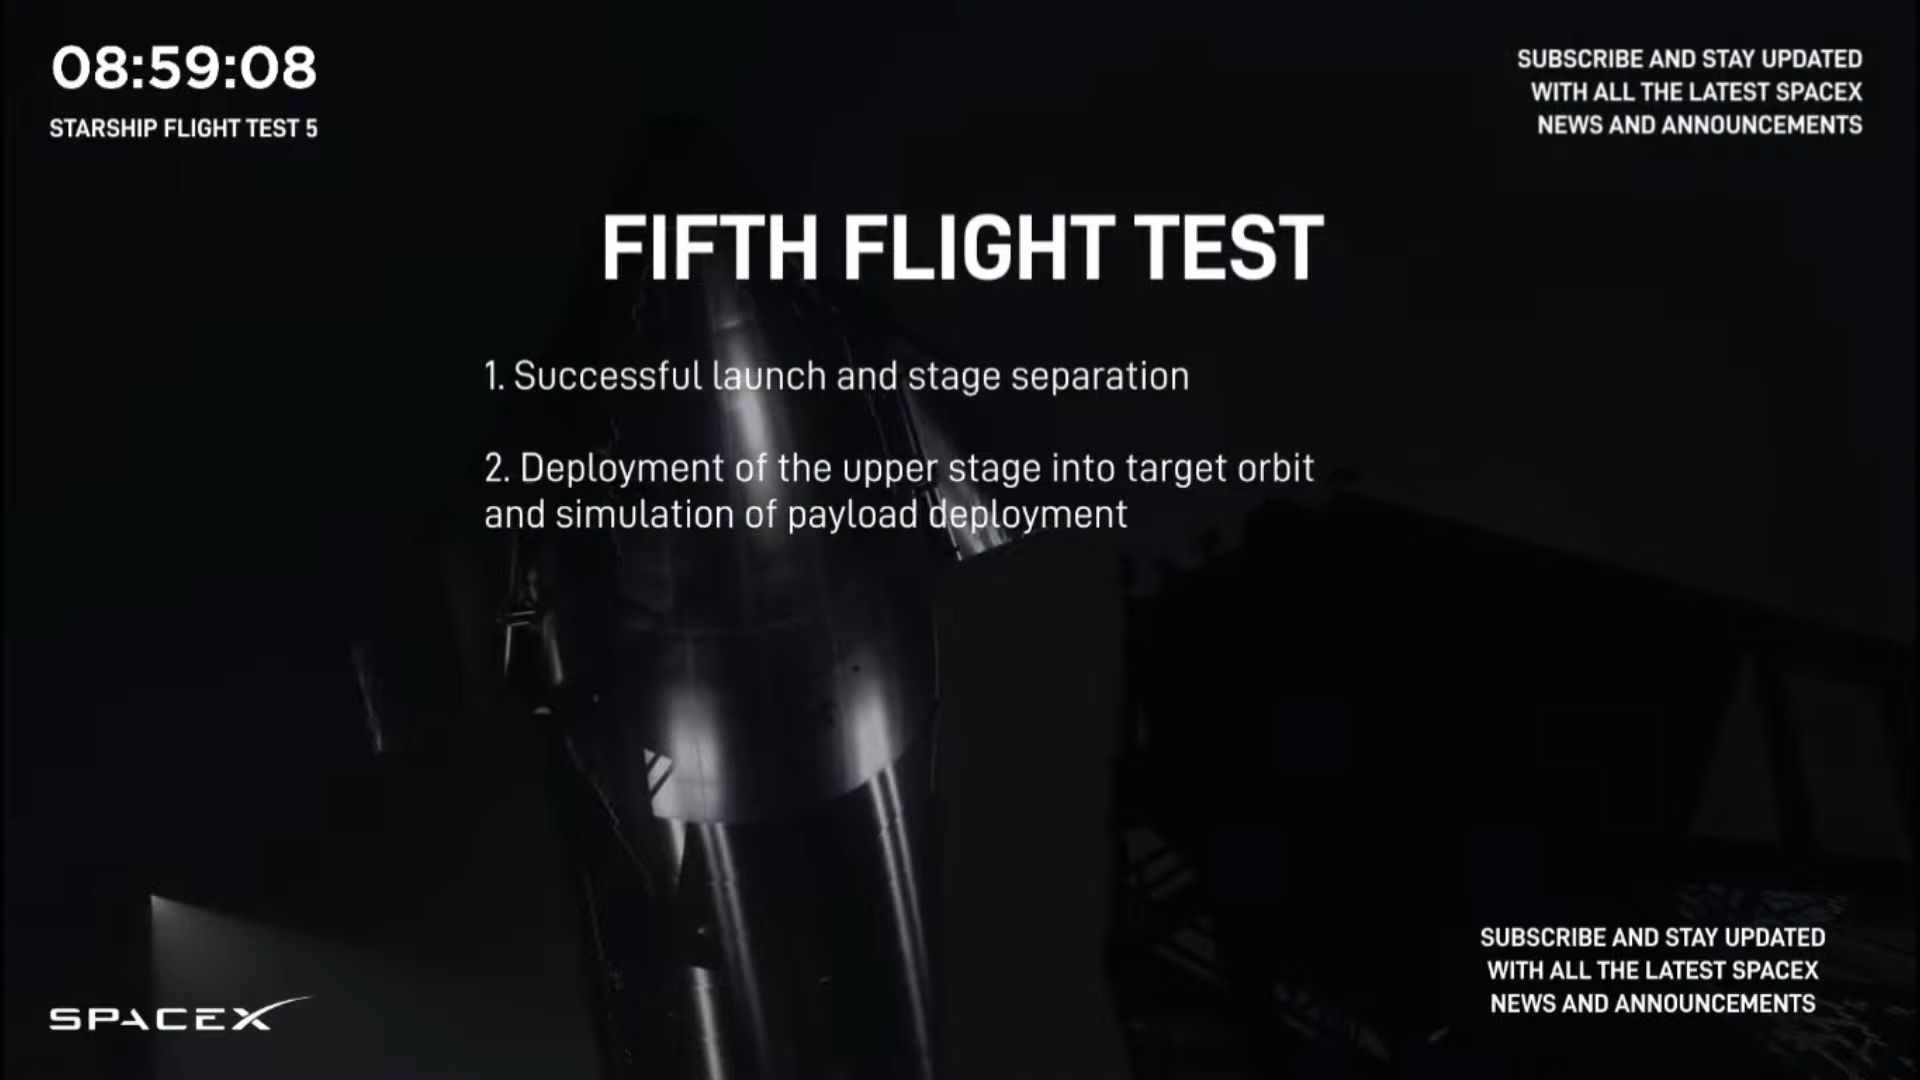 08:59:08
STARSHIP FLIGHT TEST 5
SUBSCRIBE AND STAY UPDATED
WITH ALL THE LATEST SPACEX
NEWS AND ANNOUNCEMENTS
FIFTH FLIGHT TEST
1. Successful launch and stage separation
2. Deployment of the upper stage into target orbit
and simulation of payload deployment
SPACEX
SUBSCRIBE AND STAY UPDATED
WITH ALL THE LATEST SPACEX
NEWS AND ANNOUNCEMENTS